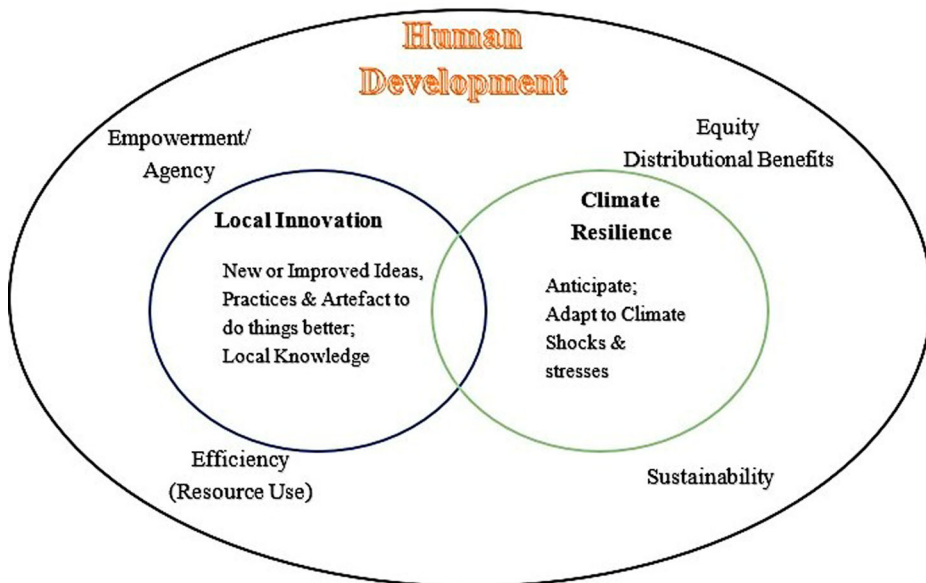 Human
Development
Empowerment/
Agency
Equity
Distributional Benefits
Local Innovation
New or Improved Ideas,
Practices & Artefact to
do things better;
Local Knowledge
Climate
Resilience
Anticipate;
Adapt to Climate
Shocks &
stresses
Efficiency
(Resource Use)
Sustainability